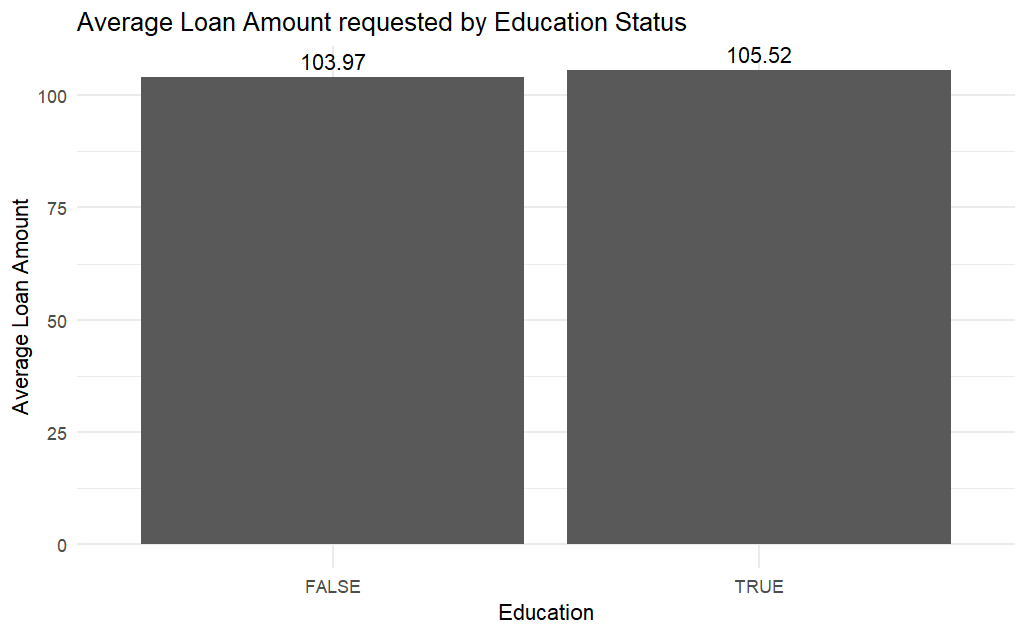 Average Loan Amount requested by Education Status
103.97
105.52
Average Loan Amount
100
75
50
25
0
FALSE
TRUE
Education